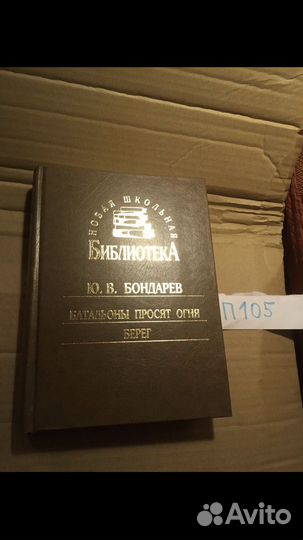 НОВАЯ ШКОЛЬНАЯ
БИБЛИОТЕКА
Ю. В. БОНДАРЕВ
БАТАЛЬОНЫ ПРОСЯТ ОГНЯ
БЕРЕГ
П105
Avito